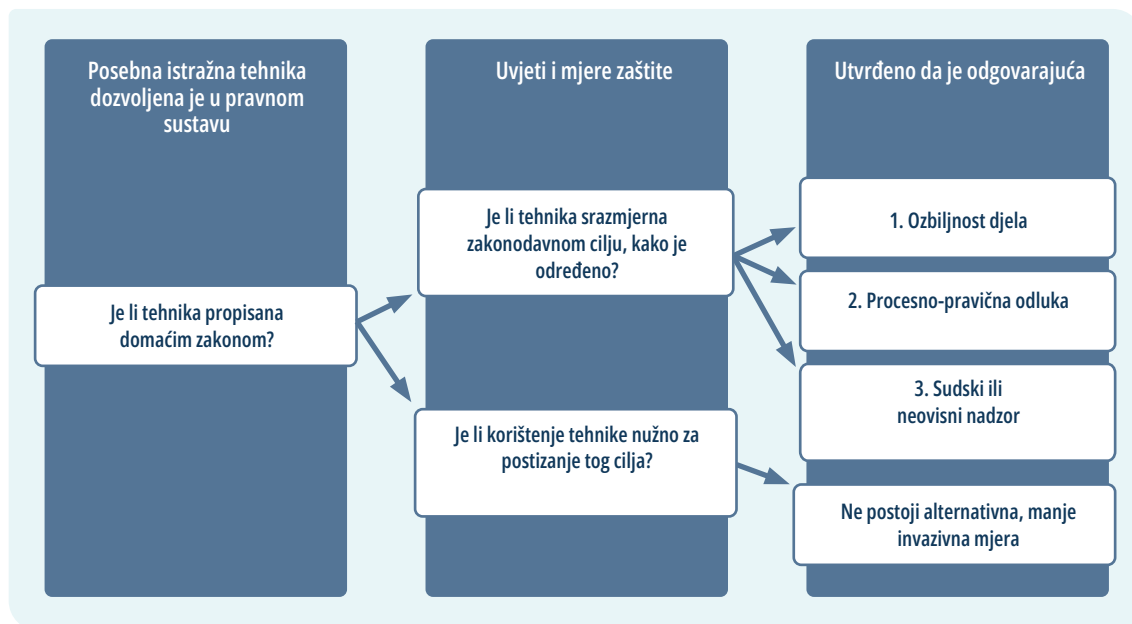 Posebna istražna tehnika
dozvoljena je u pravnom
sustavu
Je li tehnika propisana
domaćim zakonom?
Uvjeti i mjere zaštite
Je li tehnika srazmjerna
zakonodavnom cilju, kako je
određeno?
Je li korištenje tehnike nužno za
postizanje tog cilja?
Utvrđeno da je odgovarajuća
1. Ozbiljnost djela
2. Procesno-pravična odluka
3. Sudski ili
neovisni nadzor
Ne postoji alternativna, manje
invazivna mjera